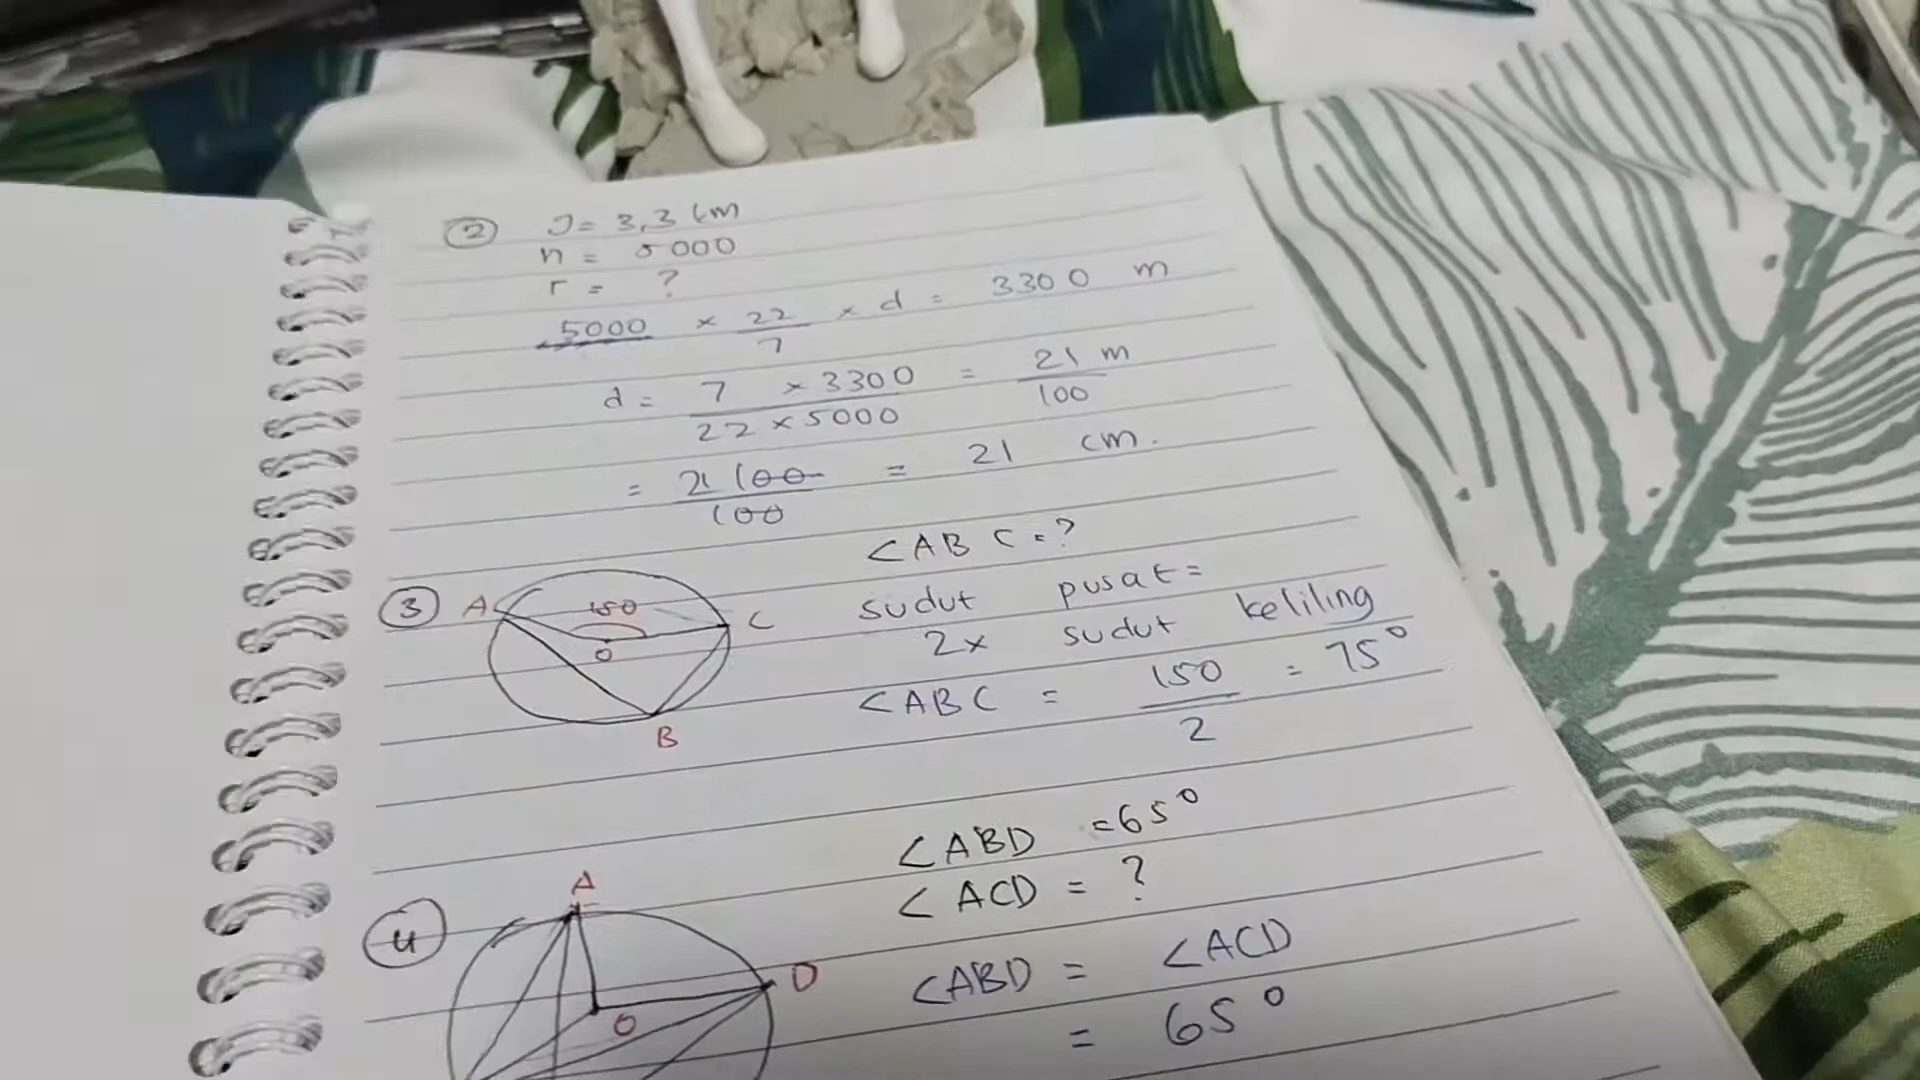 ② J = 3,3 km
n = 5000
r = ?
5000 × 22/7 × d = 3300 m
d = 7 × 3300 / 22 × 5000 = 21 m / 100
= 2100 / 100 = 21 cm.
③ A 150 C O B
<ABC = ?
sudut pusat =
2x sudut keliling
<ABC = 150/2 = 75°
④ A D O
<ABD = 65°
<ACD = ?
<ABD = <ACD
= 65°